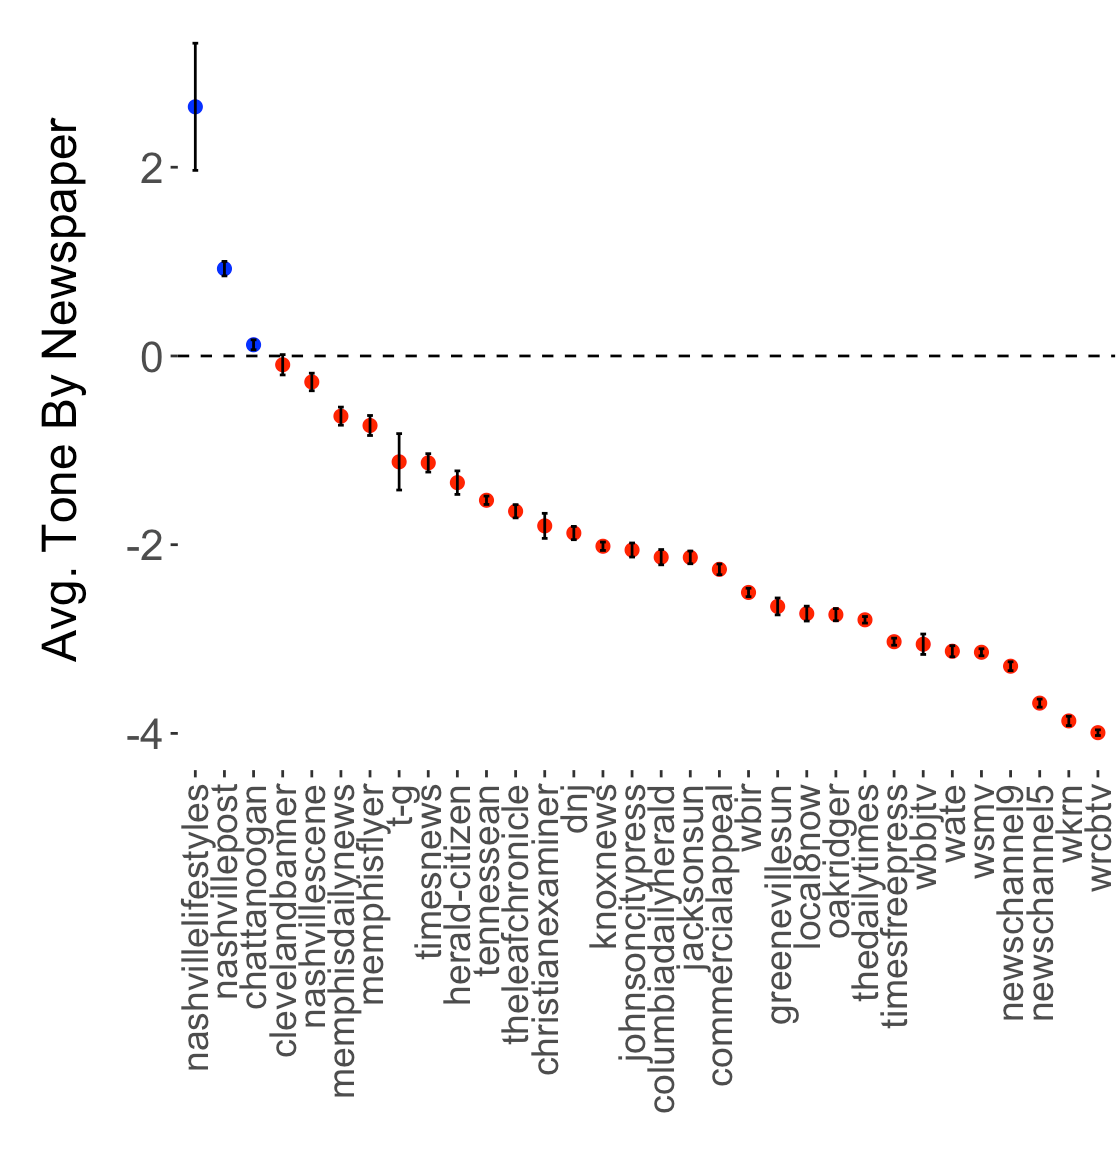 Avg. Tone By Newspaper
2
0
-2
-4
nashvillelifestyles
nashvillepost
chattanoogan
clevelandbanner
nashvillescene
memphisdailynews
memphisflyer
t-g
timesnews
herald-citizen
tennessean
theleafchronicle
christianexaminer
dnj
knoxnews
johnsoncitypress
columbiadailyherald
jacksonsun
commercialappeal
wbir
greenevillesun
local8now
oakridger
thedailytimes
timesfreepress
wbbjtv
wate
wsmv
newschannel9
newschannel5
wkrn
wrcbtv